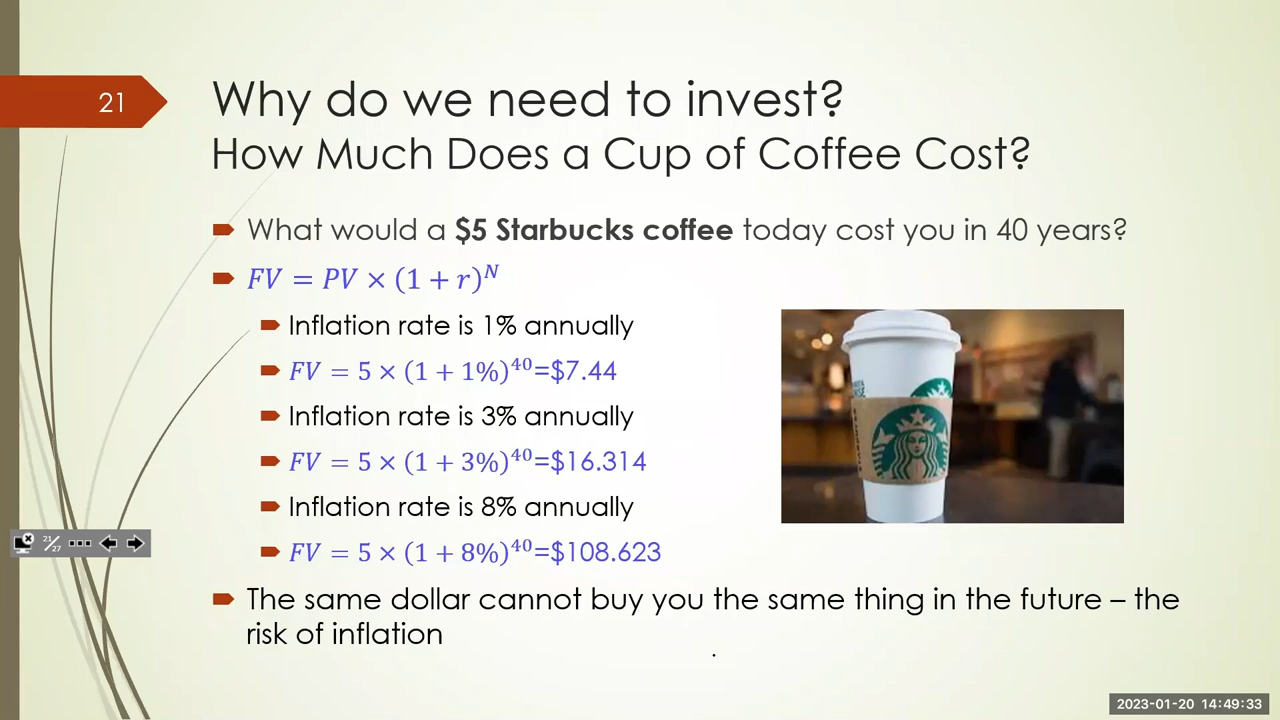 21
Why do we need to invest?
How Much Does a Cup of Coffee Cost?
What would a $5 Starbucks coffee today cost you in 40 years?
FV = PV × (1 + r)^N
Inflation rate is 1% annually
FV = 5 × (1 + 1%)^40=$7.44
Inflation rate is 3% annually
FV = 5 × (1 + 3%)^40=$16.314
Inflation rate is 8% annually
FV = 5 × (1 + 8%)^40=$108.623
The same dollar cannot buy you the same thing in the future – the
risk of inflation
21/27
2023-01-20 14:49:33